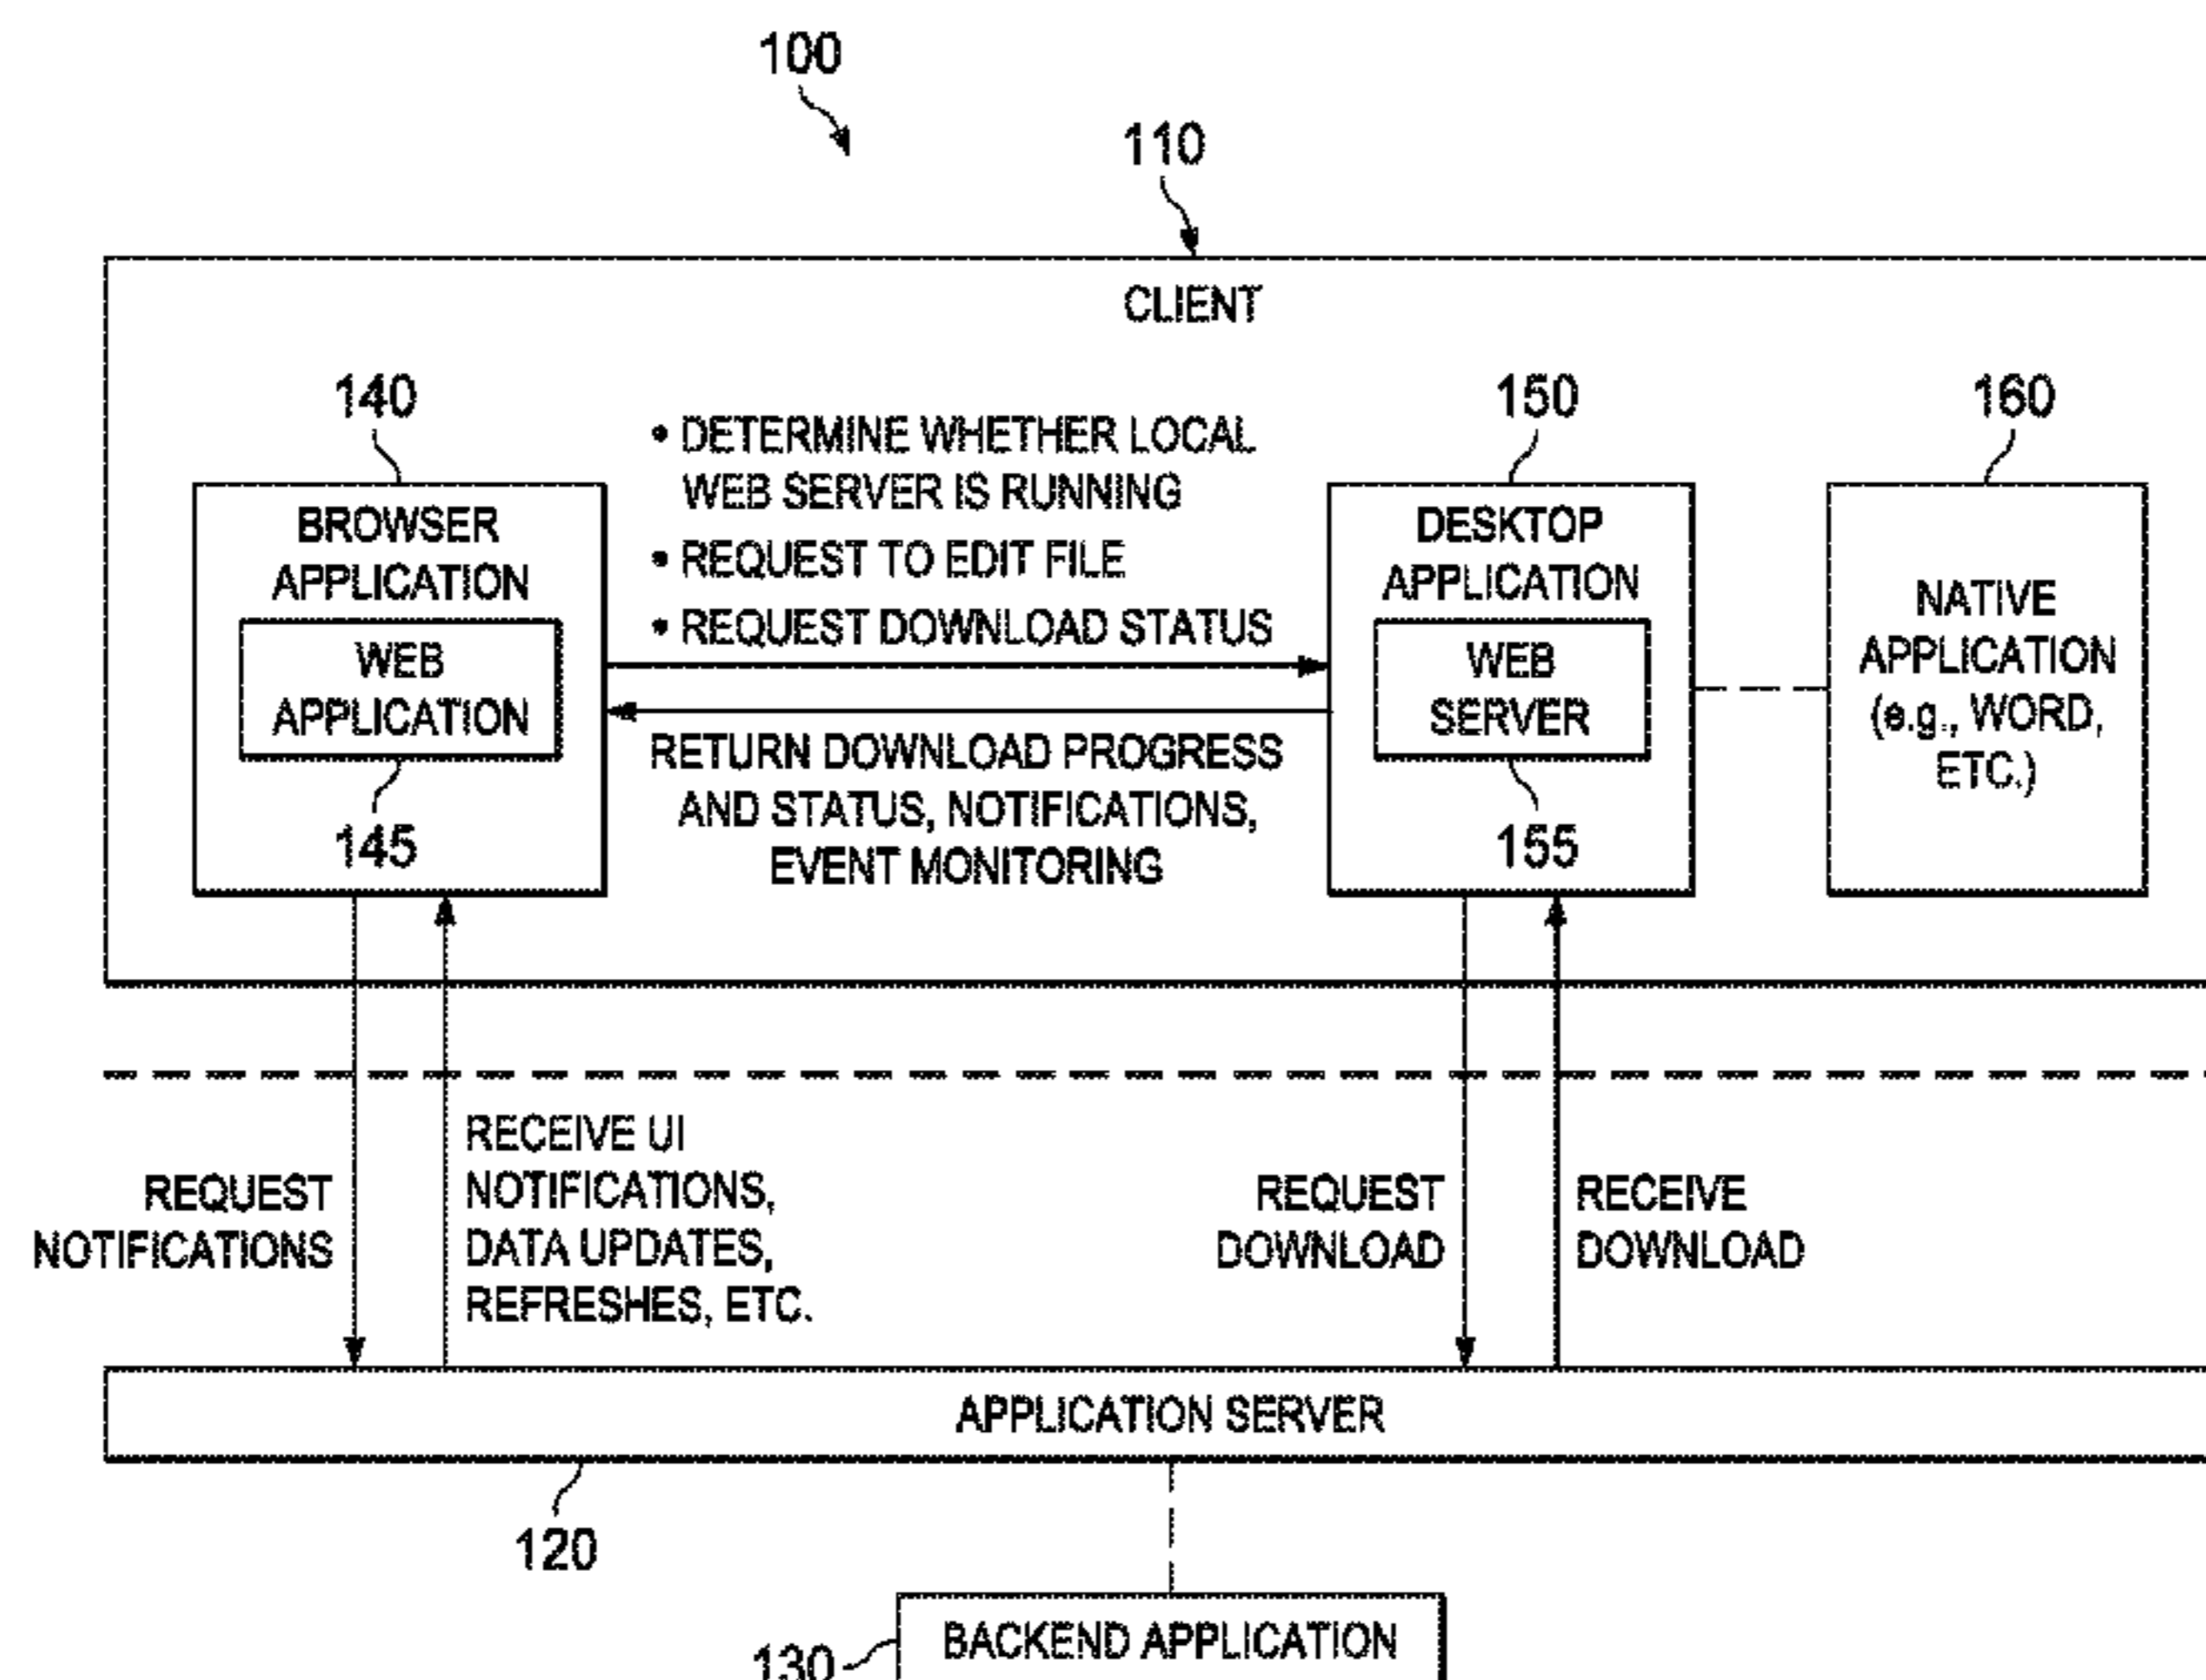 100
110
CLIENT
140
BROWSER
APPLICATION
WEB
APPLICATION
145
• DETERMINE WHETHER LOCAL
WEB SERVER IS RUNNING
• REQUEST TO EDIT FILE
• REQUEST DOWNLOAD STATUS
RETURN DOWNLOAD PROGRESS
AND STATUS, NOTIFICATIONS,
EVENT MONITORING
150
DESKTOP
APPLICATION
WEB
SERVER
155
160
NATIVE
APPLICATION
(e.g., WORD,
ETC.)
REQUEST
NOTIFICATIONS
RECEIVE UI
NOTIFICATIONS,
DATA UPDATES,
REFRESHES, ETC.
REQUEST
DOWNLOAD
RECEIVE
DOWNLOAD
APPLICATION SERVER
120
130
BACKEND APPLICATION